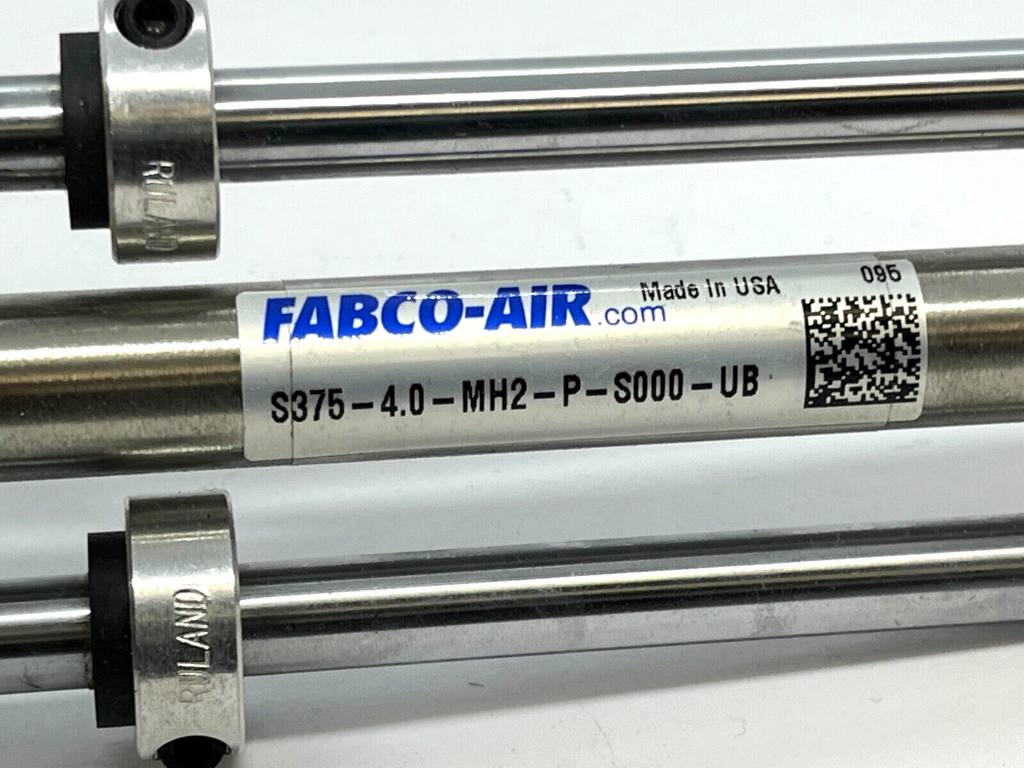 RULAND
FABCO-AIR.com Made in USA 095
S375-4.0-MH2-P-S000-UB
RULAND